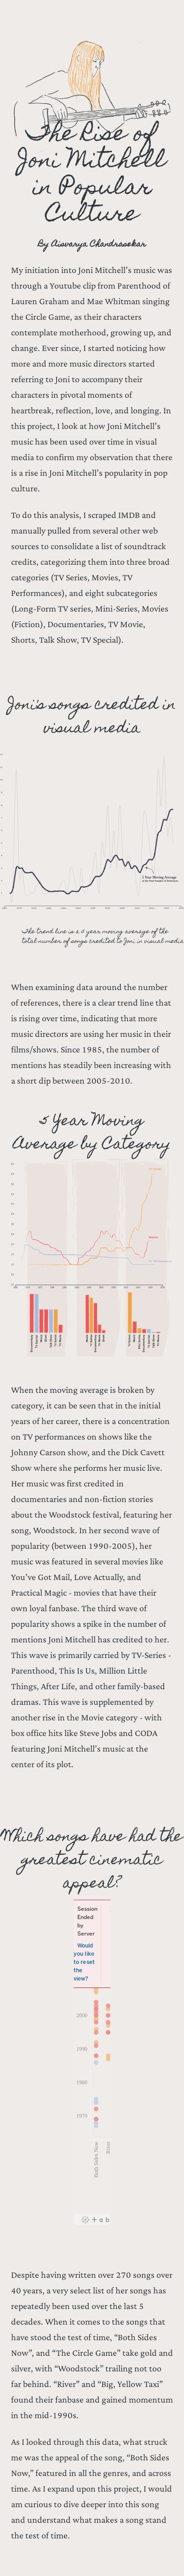 The Rise of
Joni Mitchell
in Popular
Culture
By Aiswarya Chandrasekar
My initiation into Joni Mitchell's music was
through a Youtube clip from Parenthood of
Lauren Graham and Mae Whitman singing
the Circle Game, as their characters
contemplate motherhood, growing up, and
change. Ever since, I started noticing how
more and more music directors started
referring to Joni to accompany their
characters in pivotal moments of
heartbreak, reflection, love, and longing. In
this project, I look at how Joni Mitchell's
music has been used over time in visual
media to confirm my observation that there
is a rise in Joni Mitchell's popularity in pop
culture.
To do this analysis, I scraped IMDB and
manually pulled from several other web
sources to consolidate a list of soundtrack
credits, categorizing them into three broad
categories (TV Series, Movies, TV
Performances), and eight subcategories
(Long-Form TV series, Mini-Series, Movies
(Fiction), Documentaries, TV Movie,
Shorts, Talk Show, TV Special).
Joni's songs credited in
visual media
5 Year Moving Average
The trend line is a 5 year moving average of the
total number of songs credited to Joni in visual media
When examining data around the number
of references, there is a clear trend line that
is rising over time, indicating that more
music directors are using her music in their
films/shows. Since 1985, the number of
mentions has steadily been increasing with
a short dip between 2005-2010.
5 Year Moving
Average by Category
When the moving average is broken by
category, it can be seen that in the initial
years of her career, there is a concentration
on TV performances on shows like the
Johnny Carson show, and the Dick Cavett
Show where she performs her music live.
Her music was first credited in
documentaries and non-fiction stories
about the Woodstock festival, featuring her
song, Woodstock. In her second wave of
popularity (between 1990-2005), her
music was featured in several movies like
You've Got Mail, Love Actually, and
Practical Magic - movies that have their
own loyal fanbase. The third wave of
popularity shows a spike in the number of
mentions Joni Mitchell has credited to her.
This wave is primarily carried by TV-Series -
Parenthood, This Is Us, Million Little
Things, After Life, and other family-based
dramas. This wave is supplemented by
another rise in the Movie category - with
box office hits like Steve Jobs and CODA
featuring Joni Mitchell's music at the
center of its plot.
Which songs have had the
greatest cinematic
appeal?
Session
Ended
by
Server
Would
you like
to reset
the
view?
2000
1990
1980
1970
Both Sides Now
River
Despite having written over 270 songs over
40 years, a very select list of her songs has
repeatedly been used over the last 5
decades. When it comes to the songs that
have stood the test of time, "Both Sides
Now", and "The Circle Game" take gold and
silver, with "Woodstock" trailing not too
far behind. "River" and "Big, Yellow Taxi"
found their fanbase and gained momentum
in the mid-1990s.
As I looked through this data, what struck
me was the appeal of the song, "Both Sides
Now," featured in all the genres, and across
time. As I expand upon this project, I would
am curious to dive deeper into this song
and understand what makes a song stand
the test of time.